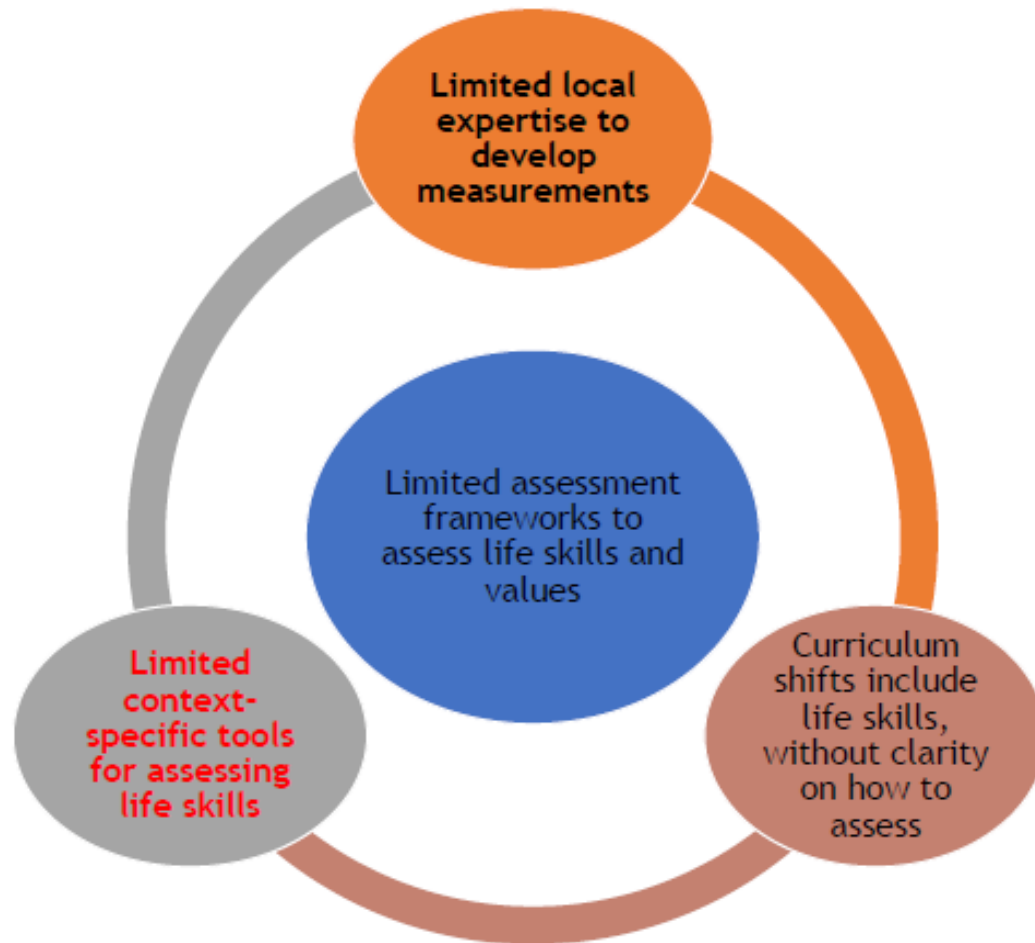 Limited local
expertise to
develop
measurements
Limited assessment
frameworks to
assess life skills and
values
Limited
context-
specific tools
for assessing
life skills
Curriculum
shifts include
life skills,
without clarity
on how to
assess